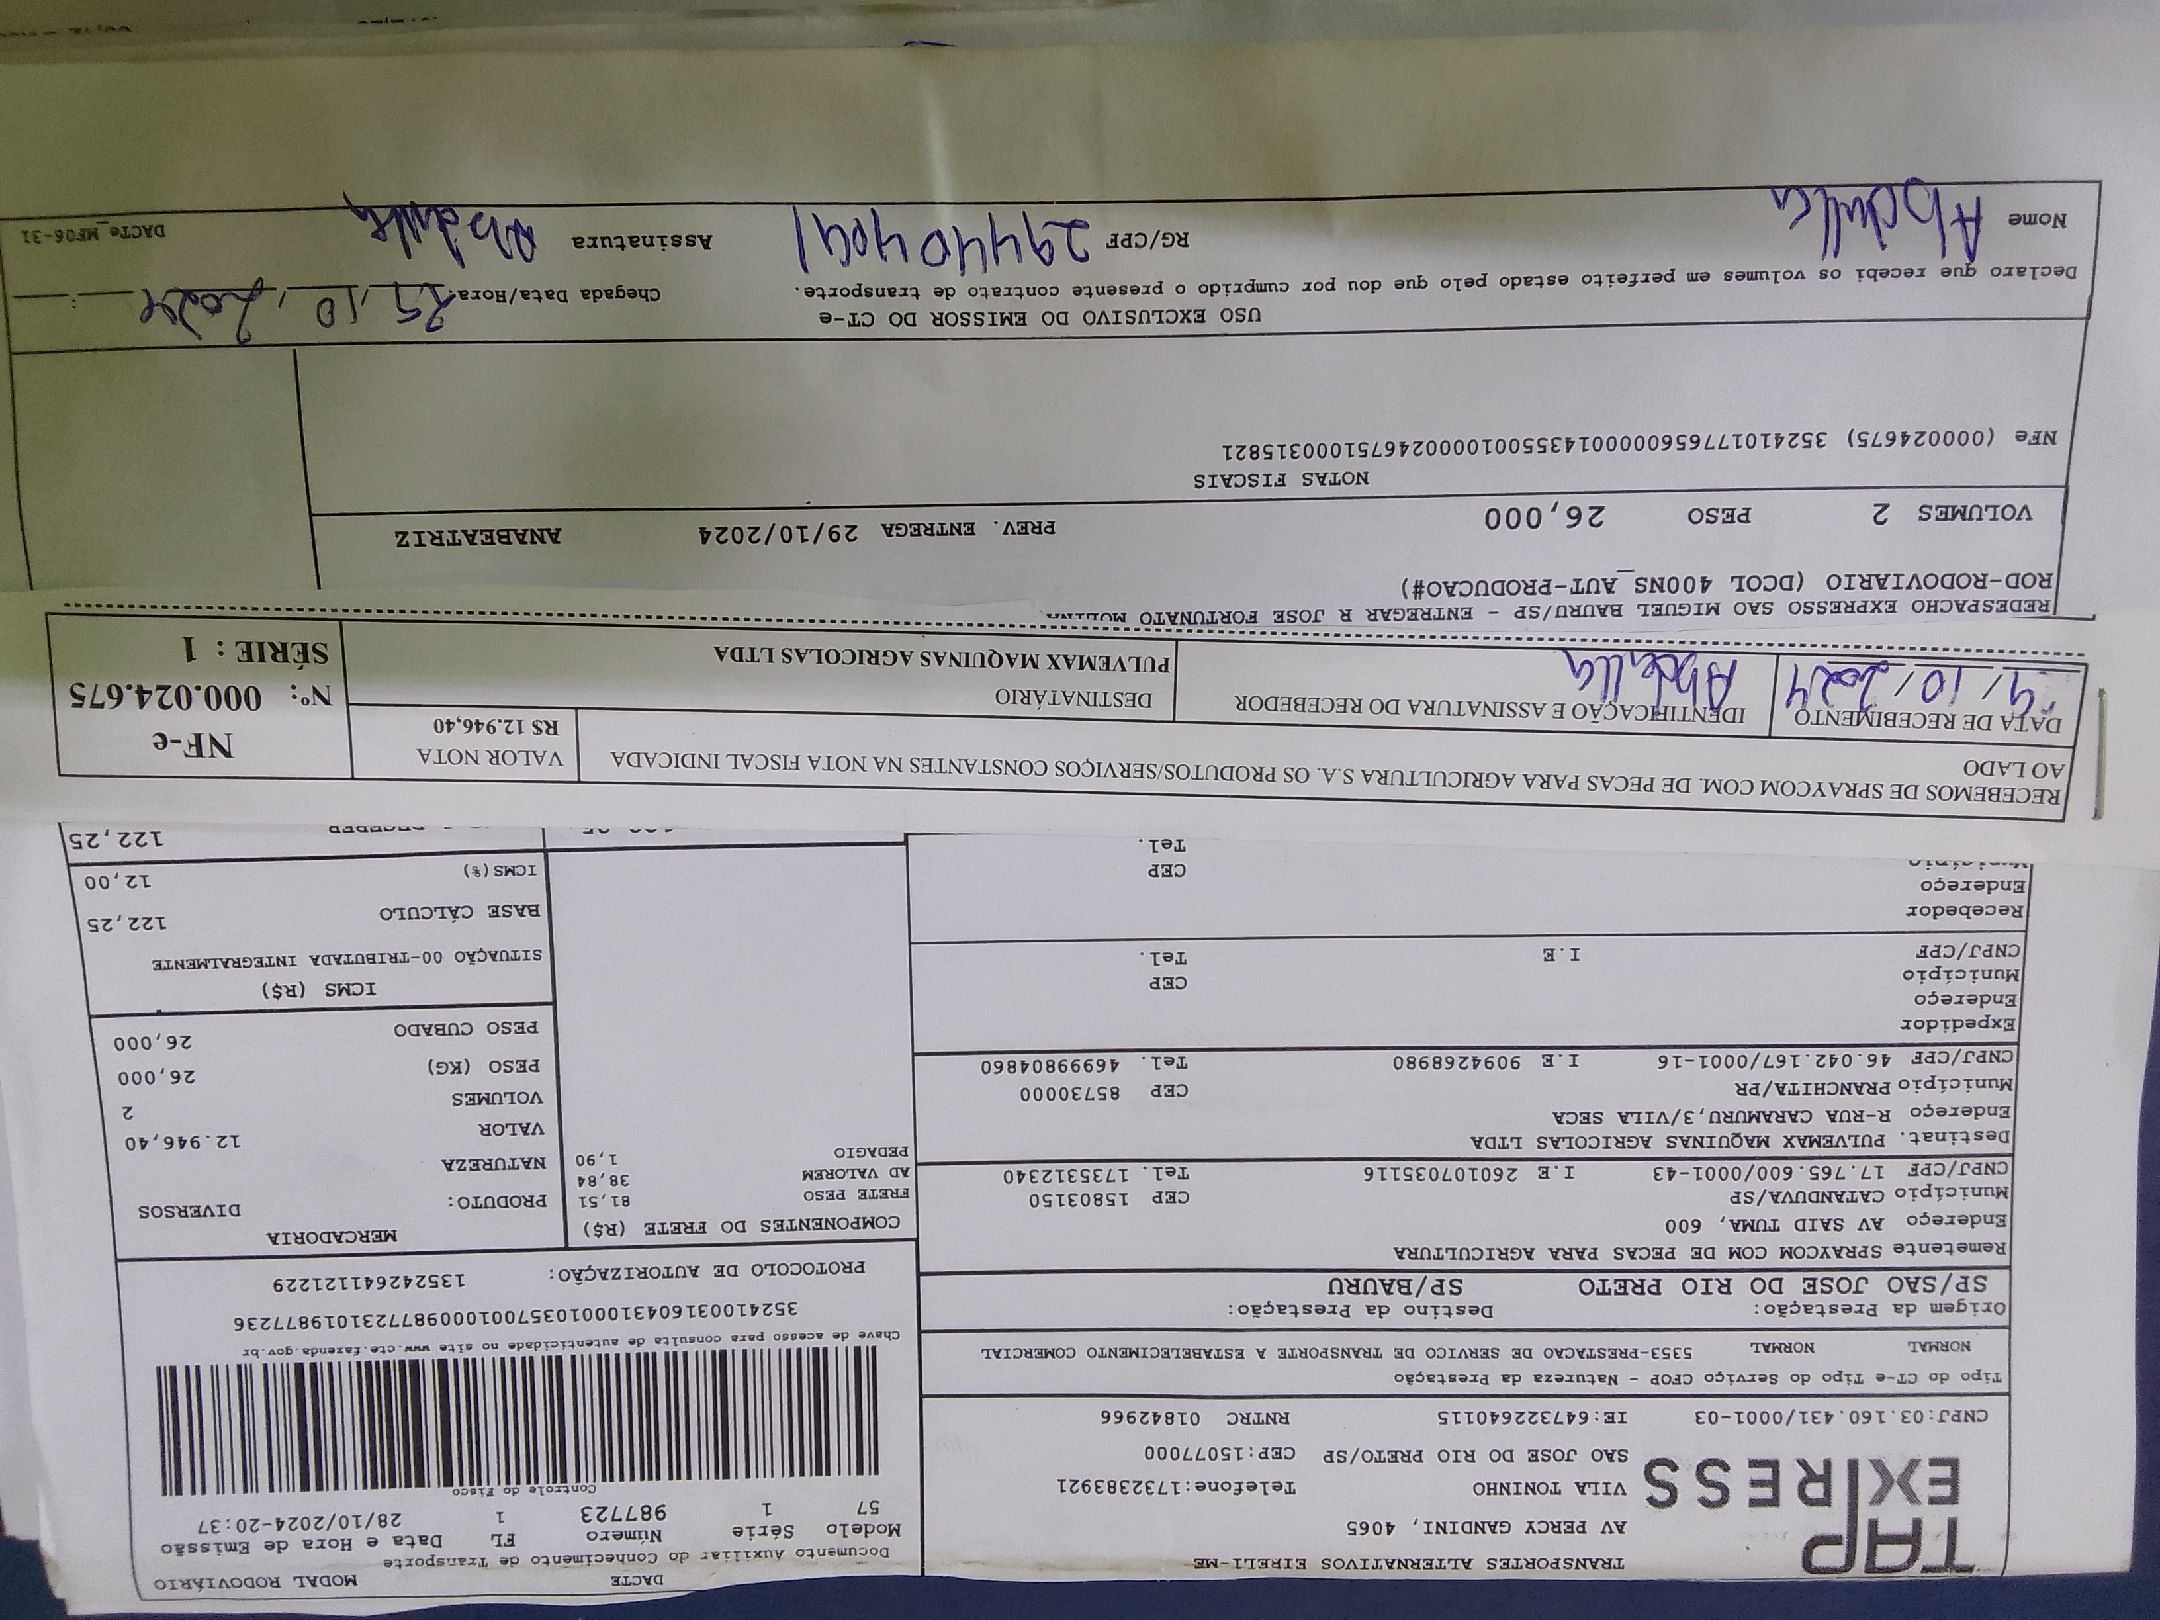 TAP EXPRESS
TRANSPORTES ALTERNATIVOS EIRELI-ME
AV PERCY GANDINI, 4065
VILA TONINHO Telefone:1732383921
SAO JOSE DO RIO PRETO/SP CEP:15077000
CNPJ:03.160.431/0001-03 IE:647322640115 RNTRC 01842966
DACTE MODAL RODOVIÁRIO
Documento Auxiliar do Conhecimento de Transporte
Modelo Série Número FL Data e Hora de Emissão
57 1 987723 1 28/10/2024-20:37
Controle do Fisco
Chave de acesso para consulta de autenticidade no site www.cte.fazenda.gov.br
35241003160431000103570010009877231019877236
PROTOCOLO DE AUTORIZAÇÃO: 135242641121229
Tipo do CT-e Tipo do Serviço CFOP - Natureza da Prestação
NORMAL NORMAL 5353-PRESTACAO DE SERVICO DE TRANSPORTE A ESTABELECIMENTO COMERCIAL
Origem da Prestação: Destino da Prestação:
SP/SAO JOSE DO RIO PRETO SP/BAURU
Remetente SPRAYCOM COM DE PECAS PARA AGRICULTURA
Endereço AV SAID TUMA, 600
Município CATANDUVA/SP CEP 15803150
CNPJ/CPF 17.765.600/0001-43 I.E 260107035116 Tel. 1735312340
Destinat. PULVEMAX MAQUINAS AGRICOLAS LTDA
Endereço R-RUA CARAMURU,3/VILA SECA
Município PRANCHITA/PR CEP 85730000
CNPJ/CPF 46.042.167/0001-16 I.E 9094268980 Tel. 46999804860
Expedidor
Endereço
Município CEP
CNPJ/CPF I.E Tel.
Recebedor
Endereço
Município CEP
Tel.
COMPONENTES DO FRETE (R$)
FRETE PESO 81,51
AD VALOREM 38,84
PEDAGIO 1,90
MERCADORIA
PRODUTO: DIVERSOS
NATUREZA
VALOR 12.946,40
VOLUMES 2
PESO (KG) 26,000
PESO CUBADO 26,000
ICMS (R$)
SITUAÇÃO 00-TRIBUTADA INTEGRALMENTE
BASE CÁLCULO 122,25
ICMS(%) 12,00
122,25
RECEBEMOS DE SPRAYCOM COM. DE PECAS PARA AGRICULTURA S.A. OS PRODUTOS/SERVIÇOS CONSTANTES NA NOTA FISCAL INDICADA
AO LADO
VALOR NOTA
R$ 12.946,40
NF-e
Nº: 000.024.675
SÉRIE : 1
DATA DE RECEBIMENTO IDENTIFICAÇÃO E ASSINATURA DO RECEBEDOR DESTINATÁRIO
29/10/2024 Abdulla PULVEMAX MAQUINAS AGRICOLAS LTDA
REDESPACHO EXPRESSO SAO MIGUEL BAURU/SP - ENTREGAR R JOSE FORTUNATO MOLINA
ROD-RODOVIARIO (DCOL 400NS_AUT-PRODUCAO#)
VOLUMES 2 PESO 26,000 PREV. ENTREGA 29/10/2024 ANABEATRIZ
NOTAS FISCAIS
NFe (000024675) 35241017765600000143550010000246751000315821
USO EXCLUSIVO DO EMISSOR DO CT-e
Declaro que recebi os volumes em perfeito estado pelo que dou por cumprido o presente contrato de transporte. Chegada Data/Hora: 29/10/2024
Nome Abdulla RG/CPF 294404041 Assinatura Abdulla
DACTe_MF06-31